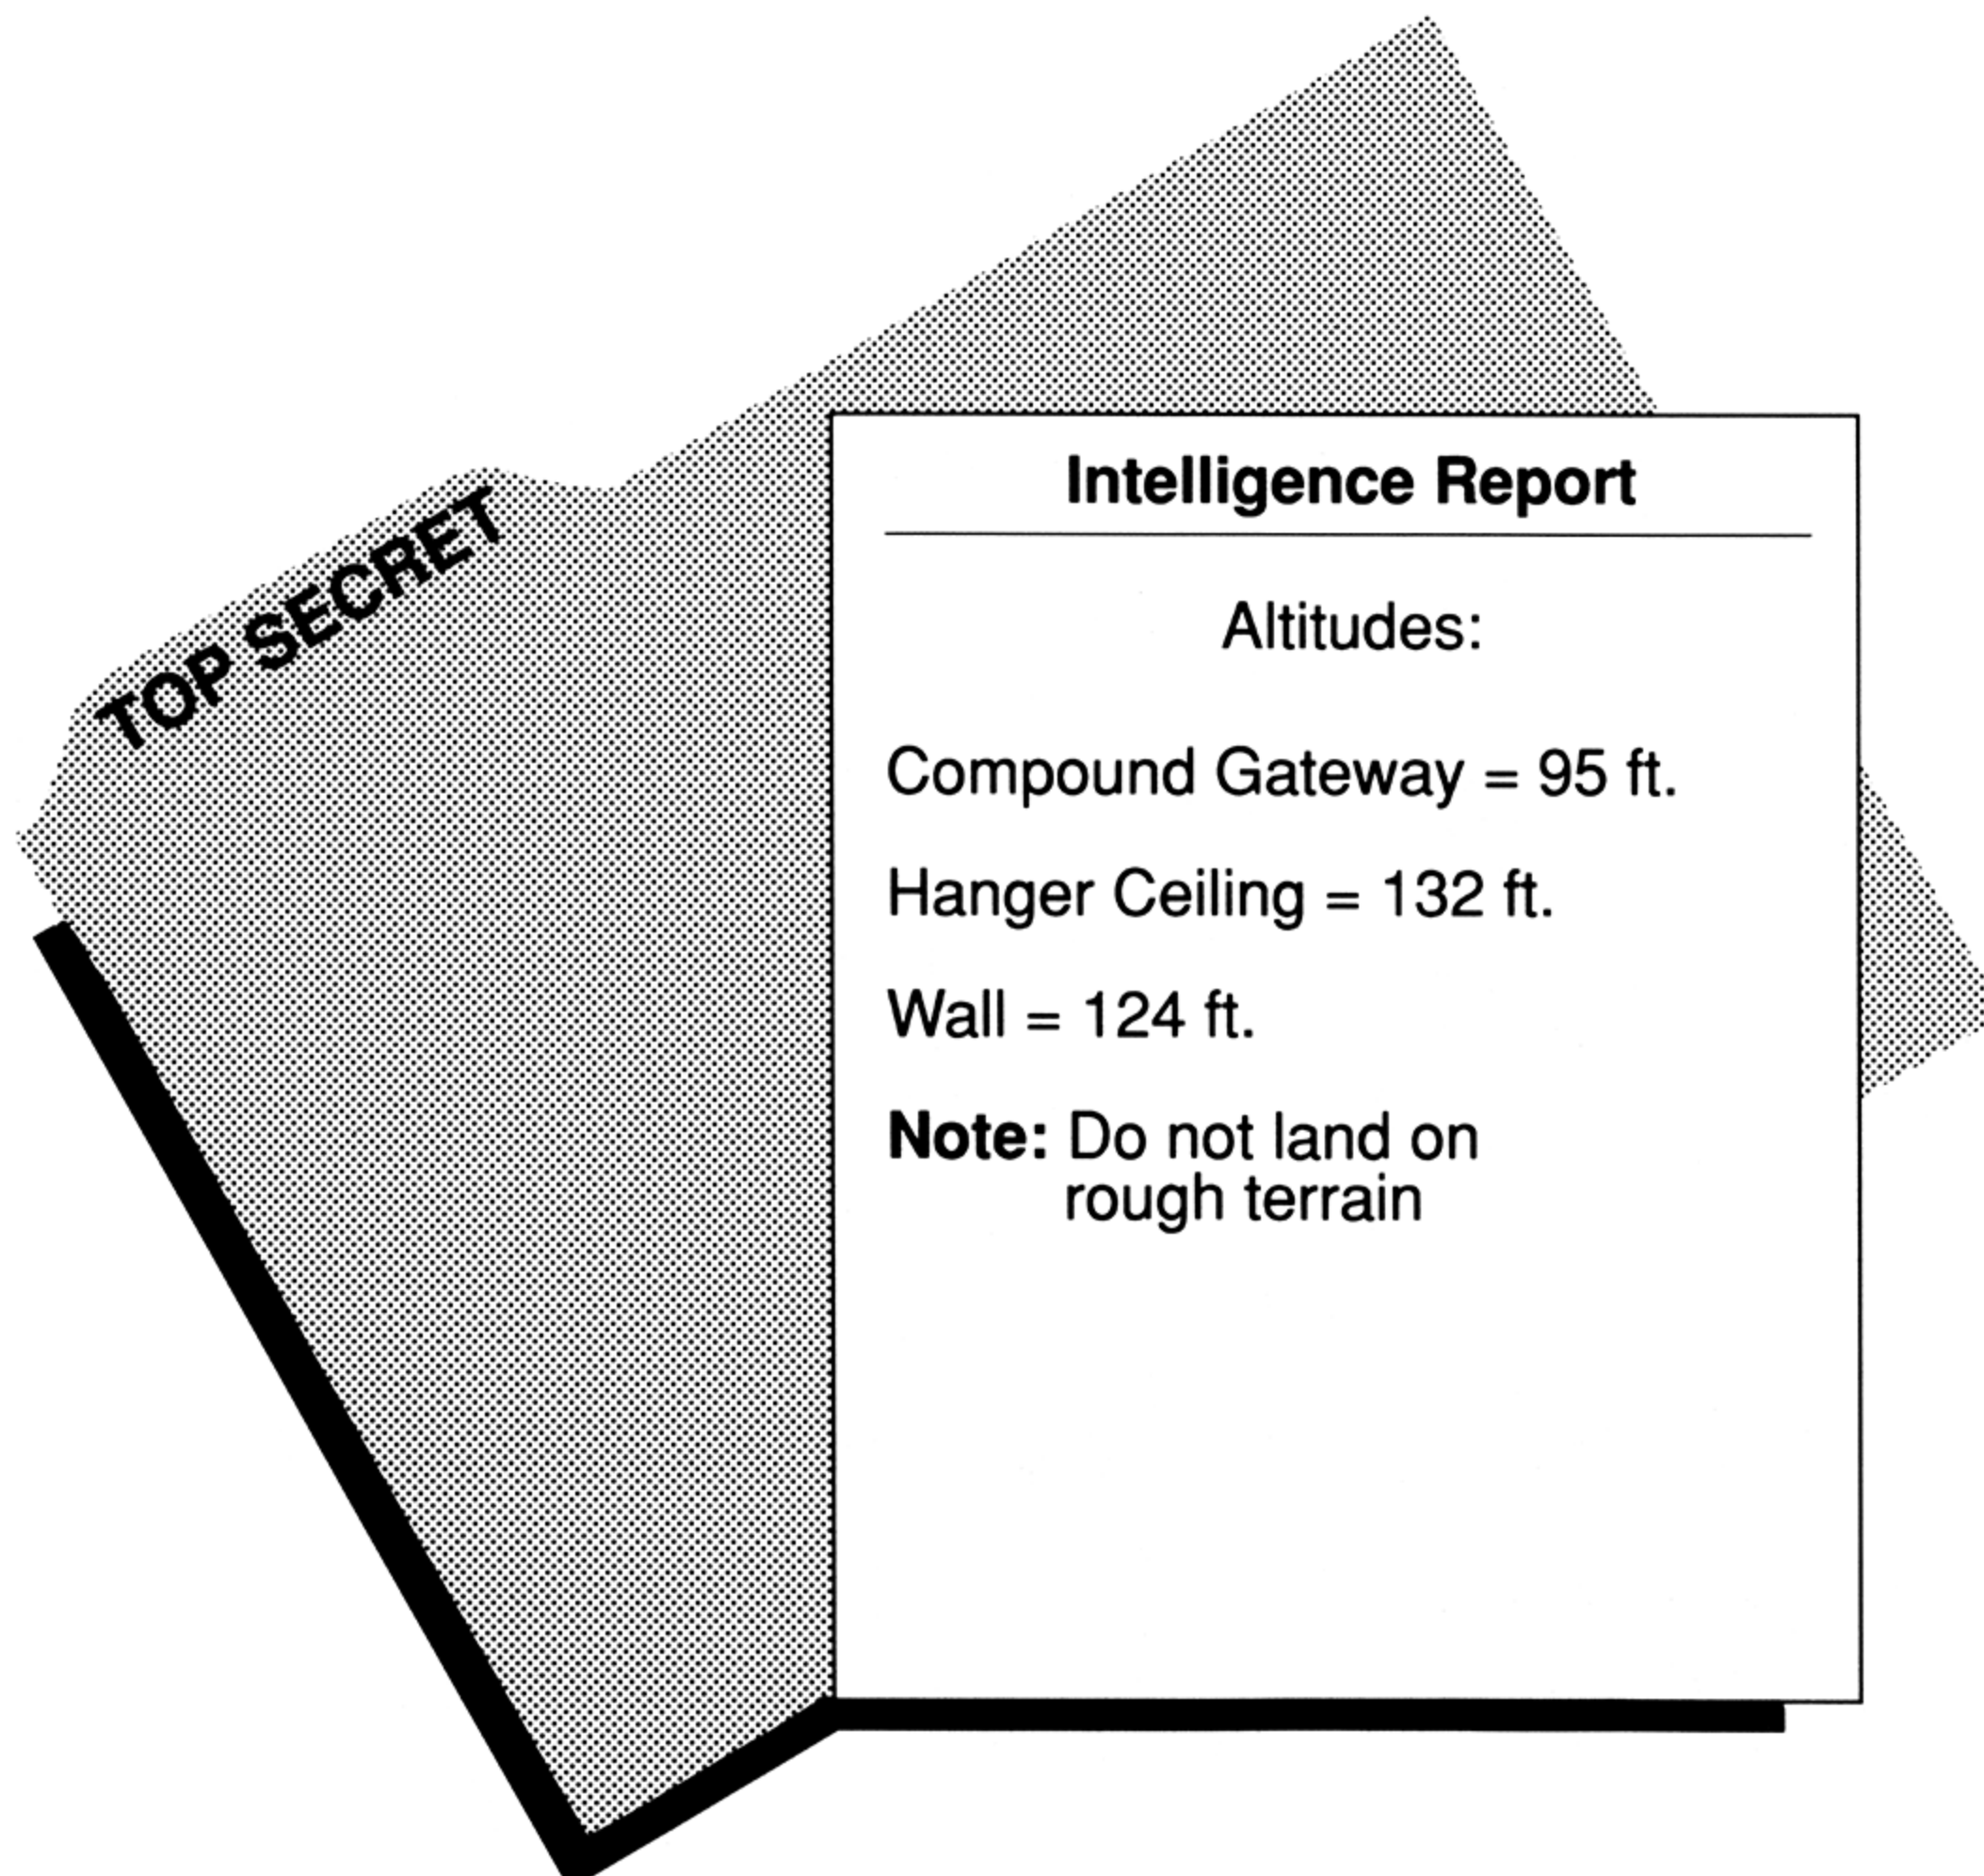 TOP SECRET
Intelligence Report
Altitudes:
Compound Gateway = 95 ft.
Hanger Ceiling = 132 ft.
Wall = 124 ft.
Note: Do not land on
rough terrain